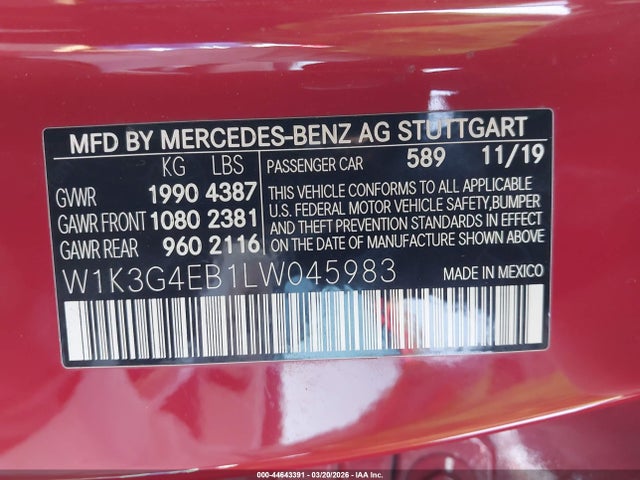 MFD BY MERCEDES-BENZ AG STUTTGART
KG LBS
GVWR 1990 4387
GAWR FRONT 1080 2381
GAWR REAR 960 2116
PASSENGER CAR 589 11/19
THIS VEHICLE CONFORMS TO ALL APPLICABLE
U.S. FEDERAL MOTOR VEHICLE SAFETY,BUMPER
AND THEFT PREVENTION STANDARDS IN EFFECT
ON THE DATE OF MANUFACTURE SHOWN ABOVE.
W1K3G4EB1LW045983
MADE IN MEXICO
000-44643391 - 03/20/2026 - IAA Inc.